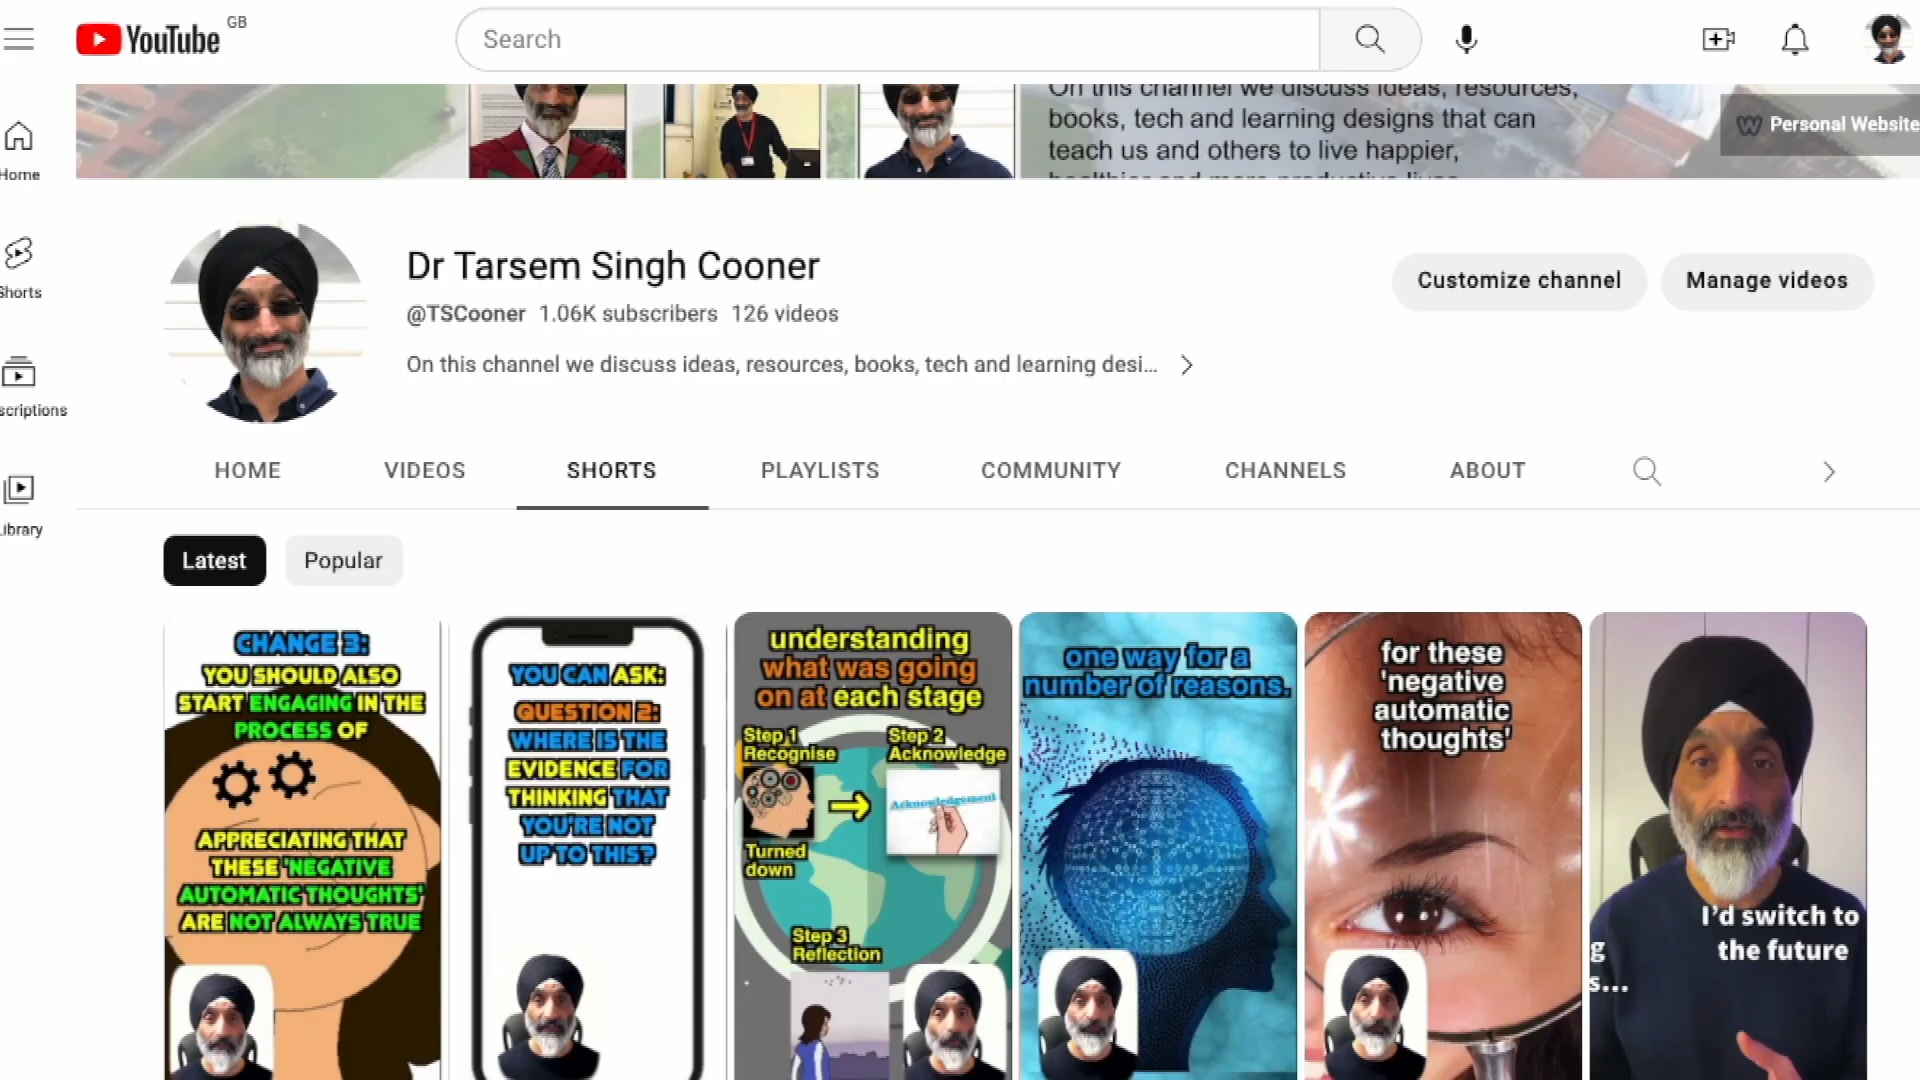 YouTube GB
Search
On this channel we discuss ideas, resources,
books, tech and learning designs that can
teach us and others to live happier,
healthier and more productive lives
Personal Website
Home
Shorts
scriptions
Library
Dr Tarsem Singh Cooner
@TSCooner 1.06K subscribers 126 videos
On this channel we discuss ideas, resources, books, tech and learning desi...
Customize channel
Manage videos
HOME VIDEOS SHORTS PLAYLISTS COMMUNITY CHANNELS ABOUT
Latest Popular
CHANGE 3:
YOU SHOULD ALSO
START ENGAGING IN THE
PROCESS OF
APPRECIATING THAT
THESE 'NEGATIVE
AUTOMATIC THOUGHTS'
ARE NOT ALWAYS TRUE
YOU CAN ASK:
QUESTION 2:
WHERE IS THE
EVIDENCE FOR
THINKING THAT
YOU'RE NOT
UP TO THIS?
understanding
what was going
on at each stage
Step 1
Recognise
Step 2
Acknowledge
Acknowledgement
Turned
down
Step 3
Reflection
one way for a
number of reasons.
for these
'negative
automatic
thoughts'
I'd switch to
the future
g
s...